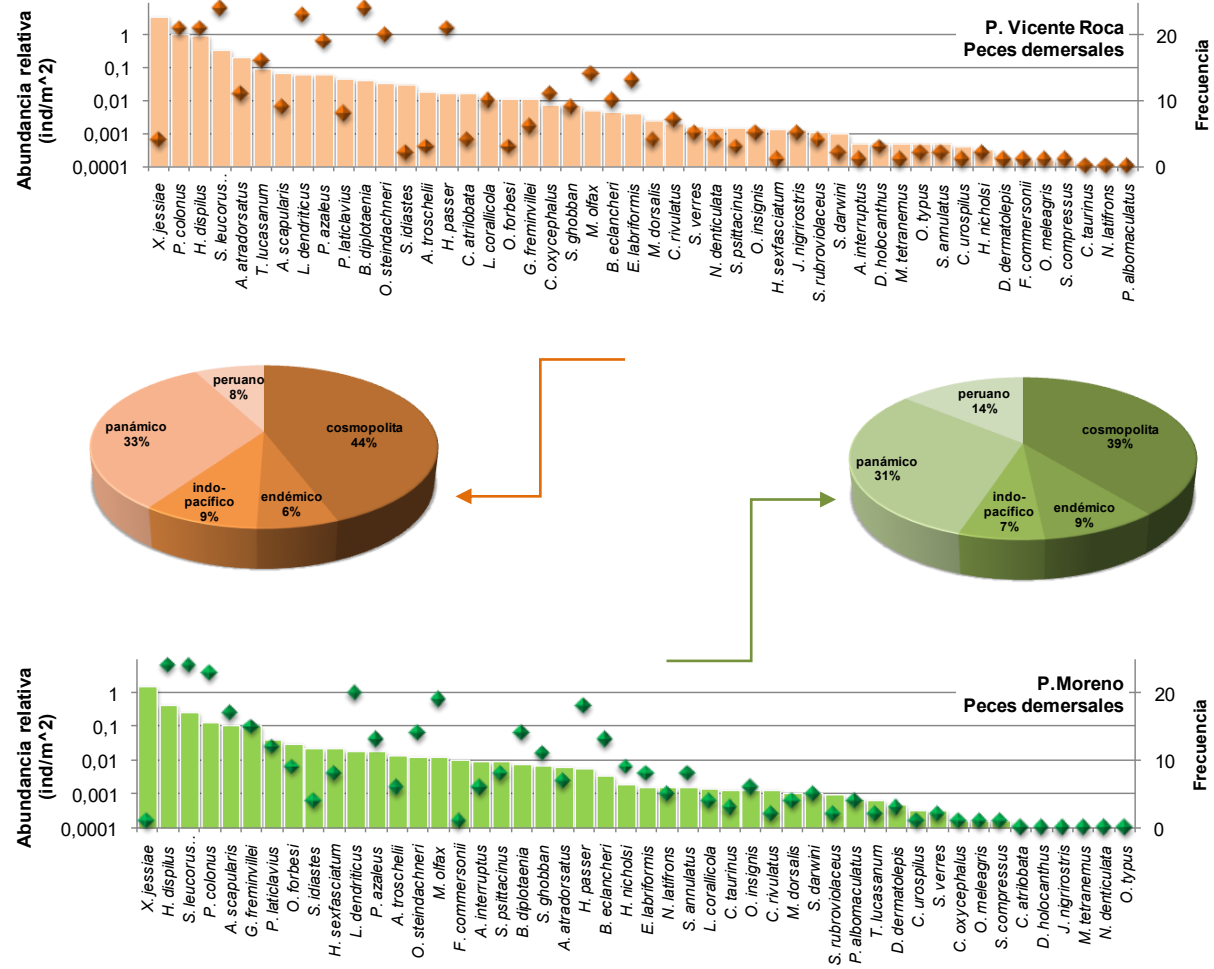 P. Vicente Roca
Peces demersales
Abundancia relativa
(ind/m^2)
Frecuencia
1
0,1
0,01
0,001
0,0001
20
10
0
X. jessiae
P. colonus
H. dispilus
S. leucorus..
A. atradorsatus
T. lucasanum
A. scapularis
L. dendriticus
P. azaleus
P. laticlavius
B. diplotaenia
O. stendachneri
S. idiastes
A. troschelii
H. passer
C. atrilobata
L. corallicola
O. forbesi
G. freminvillei
C. oxycephalus
S. ghobban
M. olfax
B. eclancheri
E. labriformis
M. dorsalis
C. rivulatus
S. verres
N. denticulata
S. psittacinus
O. insignis
H. sexfasciatum
J. nigrirostris
S. rubroviolaceus
S. darwini
A. interruptus
D. holocanthus
M. tetranemus
O. typus
S. annulatus
C. urospilus
H. nicholsi
D. dermatolepis
F. commersonii
O. meleagris
S. compressus
C. taurinus
N. latifrons
P. albomaculatus
peruano
8%
cosmopolita
44%
panámico
33%
indo-
pacífico
9%
endémico
6%
peruano
14%
cosmopolita
39%
panámico
31%
indo-
pacífico
7%
endémico
9%
P.Moreno
Peces demersales
Abundancia relativa
(ind/m^2)
Frecuencia
1
0,1
0,01
0,001
0,0001
20
10
0
X. jessiae
H. dispilus
S. leucorus..
P. colonus
A. scapularis
G. freminvillei
P. laticlavius
O. forbesi
S. idiastes
H. sexfasciatum
L. dendriticus
P. azaleus
A. troschelii
O. steindachneri
M. olfax
F. commersonii
A. interruptus
S. psitacinus
B. diplotaenia
S. ghobban
A. atradorsatus
H. passer
B. eclancheri
H. nicholsi
E. labriformis
N. latifrons
S. annulatus
L. corallicola
C. taurinus
O. insignis
C. rivulatus
M. dorsalis
S. darwini
S. rubroviolaceus
P. albomaculatus
T. lucasanum
D. dermatolepis
C. urospilus
S. verres
C. oxycephalus
O. meleagris
S. compressus
C. atrilobata
D. holocanthus
J. nigrirostris
M. tetranemus
N. denticulata
O. typus